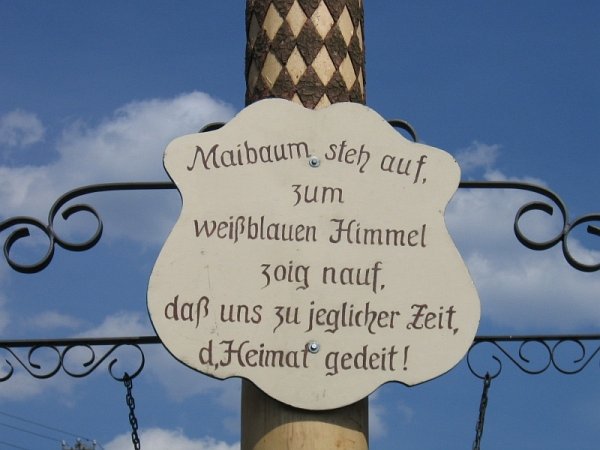 Maibaum steh auf,
zum
weißblauen Himmel
zoig nauf,
daß uns zu jeglicher Zeit,
d,Heimat gedeit!